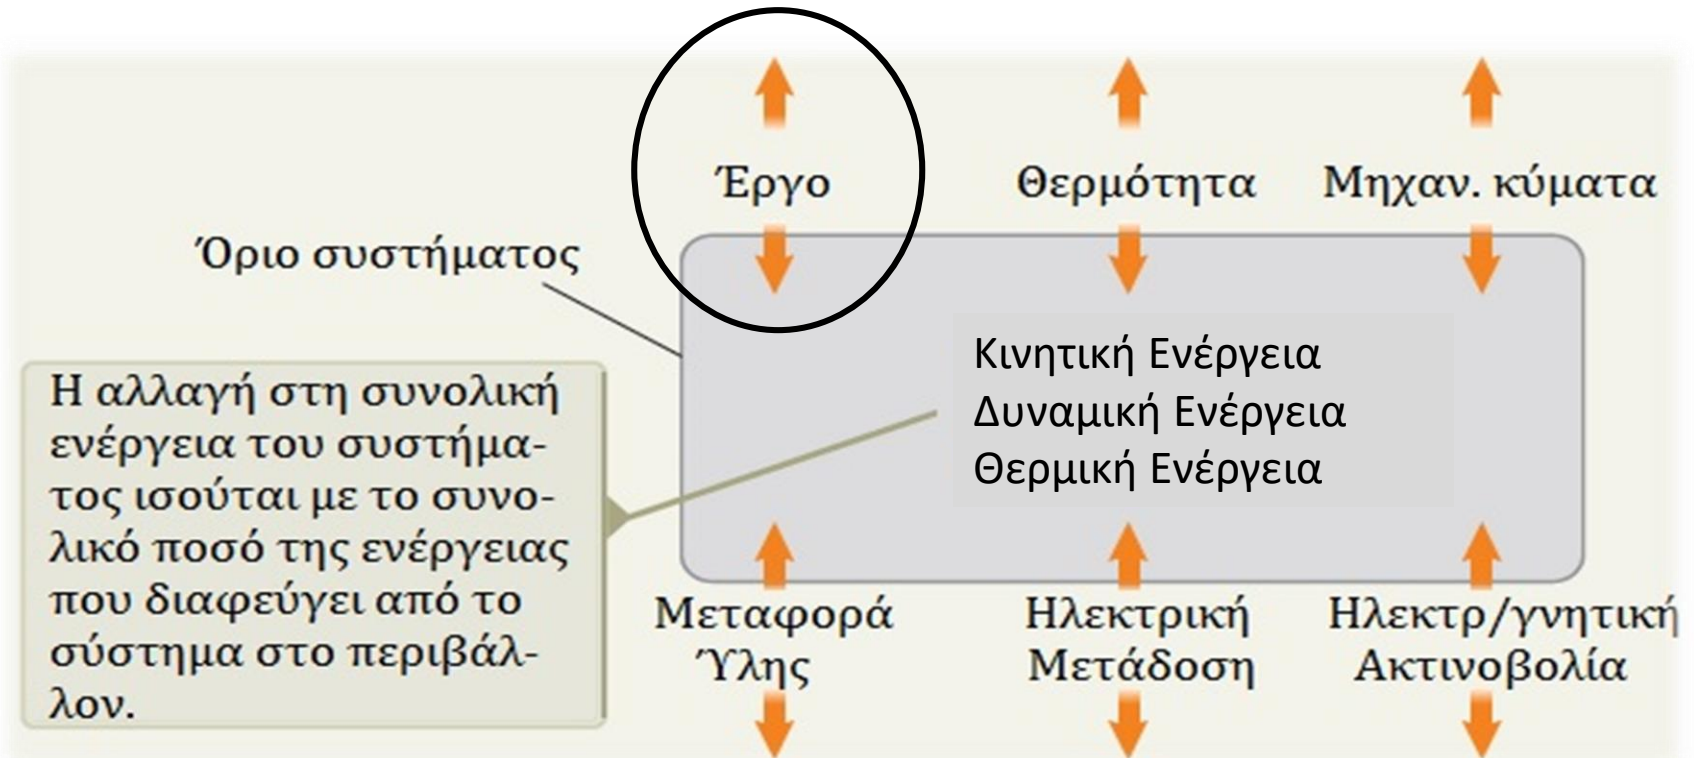 Έργο
Θερμότητα
Μηχαν. κύματα
Όριο συστήματος
Κινητική Ενέργεια
Δυναμική Ενέργεια
Θερμική Ενέργεια
Η αλλαγή στη συνολική
ενέργεια του συστήμα-
τος ισούται με το συνο-
λικό ποσό της ενέργειας
που διαφεύγει από το
σύστημα στο περιβάλ-
λον.
Μεταφορά
Ύλης
Ηλεκτρική
Μετάδοση
Ηλεκτρ/γνητική
Ακτινοβολία